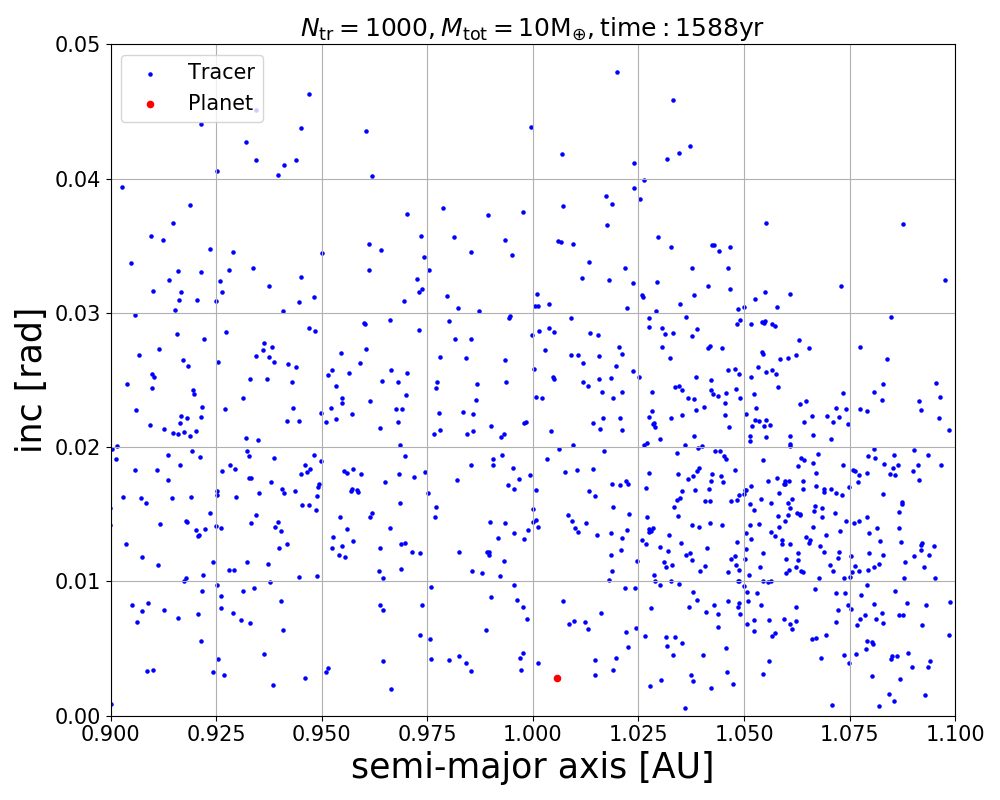 N_tr = 1000, M_tot = 10M_⊕, time : 1588yr
Tracer
Planet
inc [rad]
0.05
0.04
0.03
0.02
0.01
0.00
0.900 0.925 0.950 0.975 1.000 1.025 1.050 1.075 1.100
semi-major axis [AU]